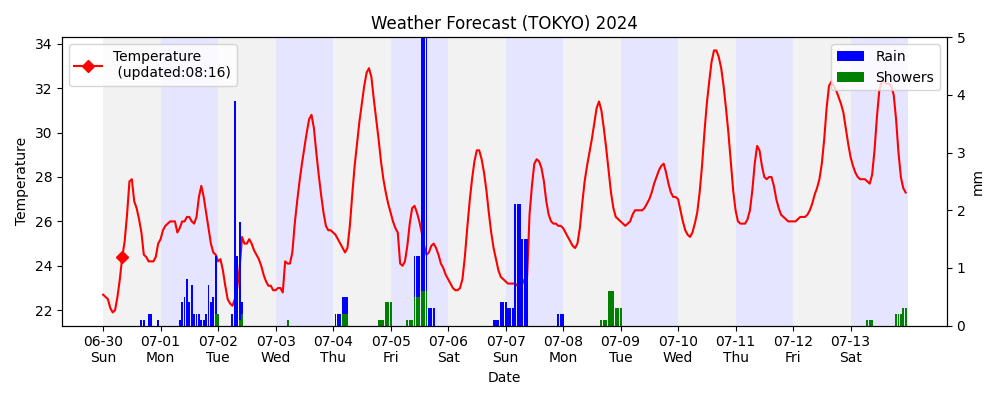 Weather Forecast (TOKYO) 2024
Temperature
(updated:08:16)
Rain
Showers
34
32
30
28
26
24
22
Temperature
5
4
3
2
1
0
mm
06-30 07-01 07-02 07-03 07-04 07-05 07-06 07-07 07-08 07-09 07-10 07-11 07-12 07-13
Sun Mon Tue Wed Thu Fri Sat Sun Mon Tue Wed Thu Fri Sat
Date